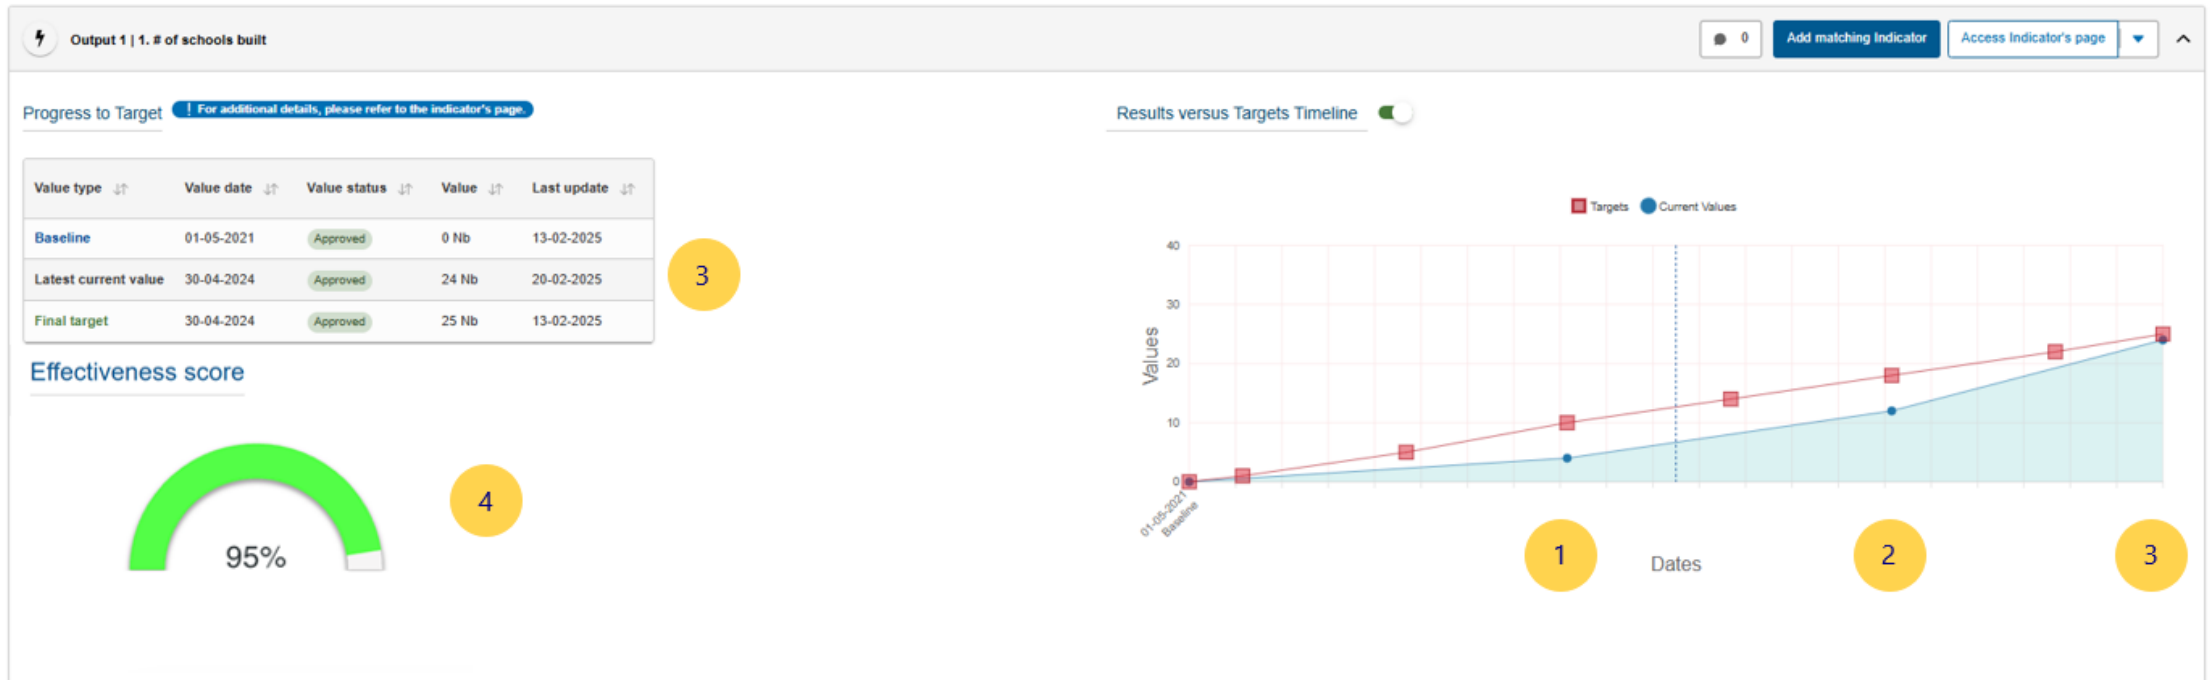 Output 1 | 1. # of schools built
0
Add matching Indicator
Access Indicator's page
Progress to Target
! For additional details, please refer to the indicator's page.
Value type Value date Value status Value Last update
Baseline 01-05-2021 Approved 0 Nb 13-02-2025
Latest current value 30-04-2024 Approved 24 Nb 20-02-2025
Final target 30-04-2024 Approved 25 Nb 13-02-2025
3
Effectiveness score
95%
4
Results versus Targets Timeline
Targets Current Values
40
30
20
10
0
Values
01-05-2021
Baseline
1
2
3
Dates